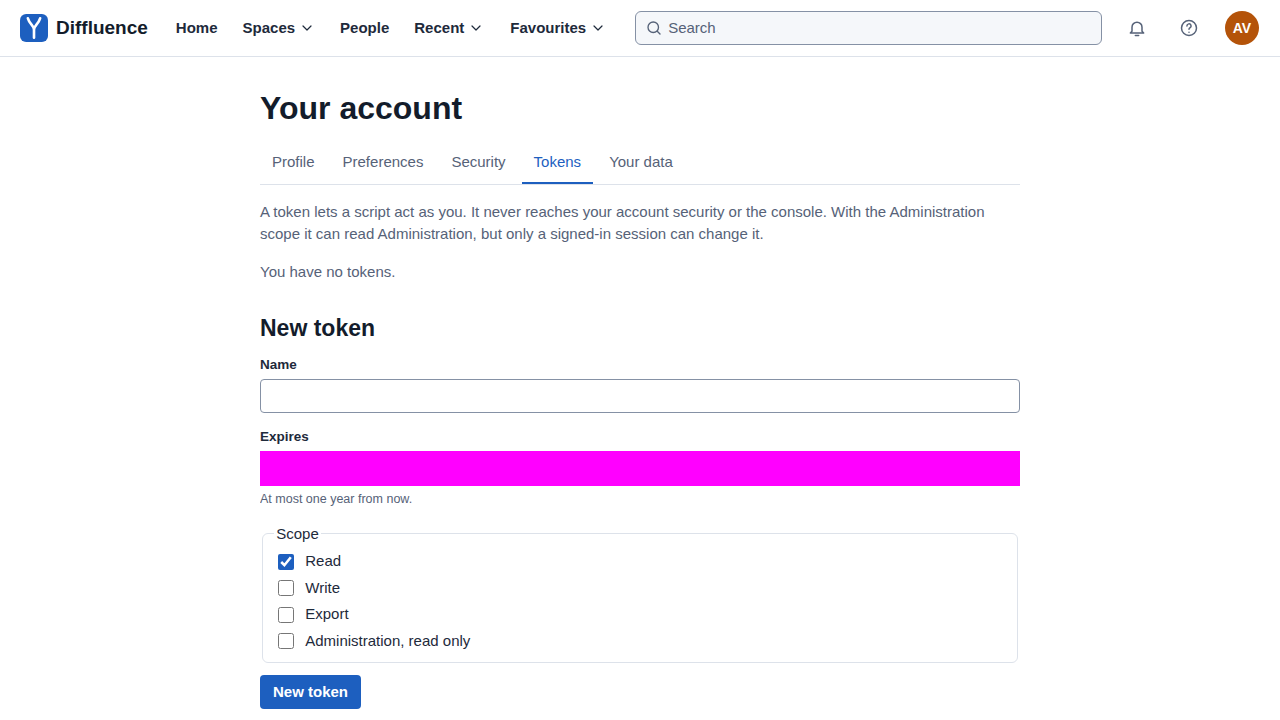 Diffluence
Home
Spaces
People
Recent
Favourites
Search
AV
Your account
Profile
Preferences
Security
Tokens
Your data
A token lets a script act as you. It never reaches your account security or the console. With the Administration
scope it can read Administration, but only a signed-in session can change it.
You have no tokens.
New token
Name
Expires
At most one year from now.
Scope
Read
Write
Export
Administration, read only
New token